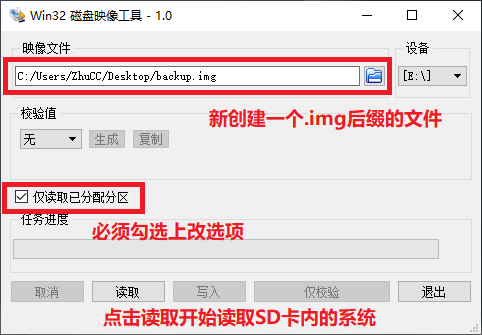 Win32 磁盘映像工具 - 1.0
映像文件
设备
C:/Users/ZhuCC/Desktop/backup.img
[E:\]
新创建一个.img后缀的文件
校验值
无
生成
复制
仅读取已分配分区
任务进度
必须勾选上改选项
取消
读取
写入
仅校验
退出
点击读取开始读取SD卡内的系统